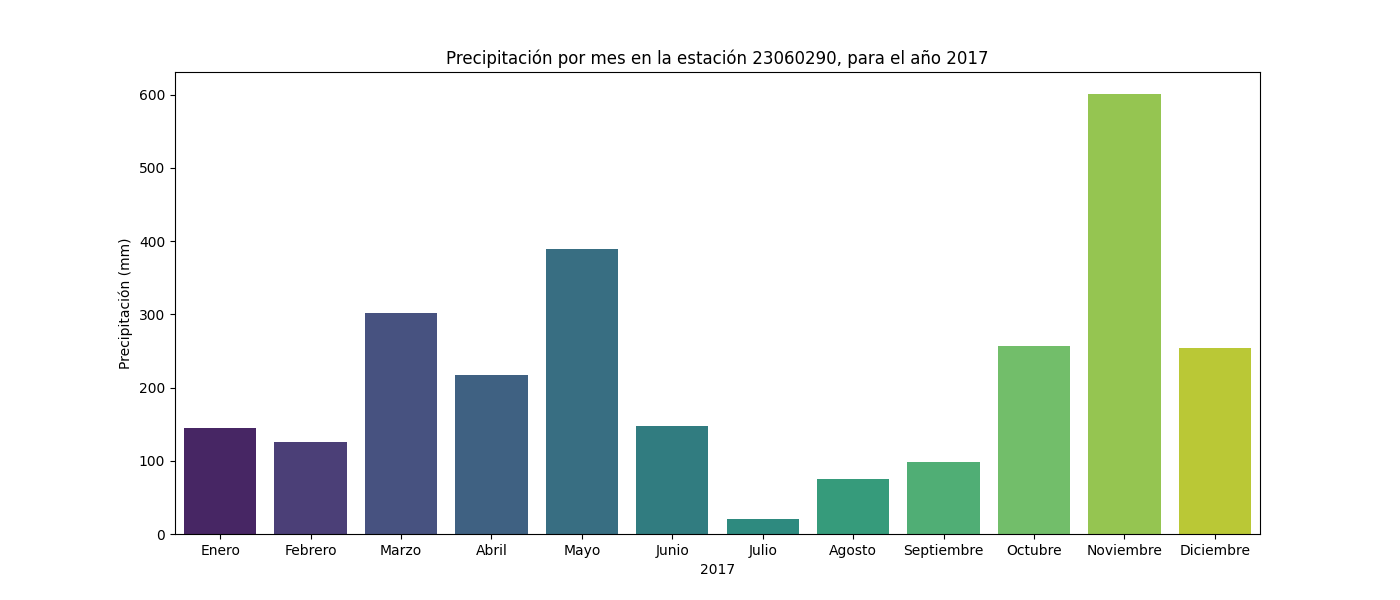 Precipitación por mes en la estación 23060290, para el año 2017
Precipitación (mm)
600
500
400
300
200
100
0
Enero Febrero Marzo Abril Mayo Junio Julio Agosto Septiembre Octubre Noviembre Diciembre
2017